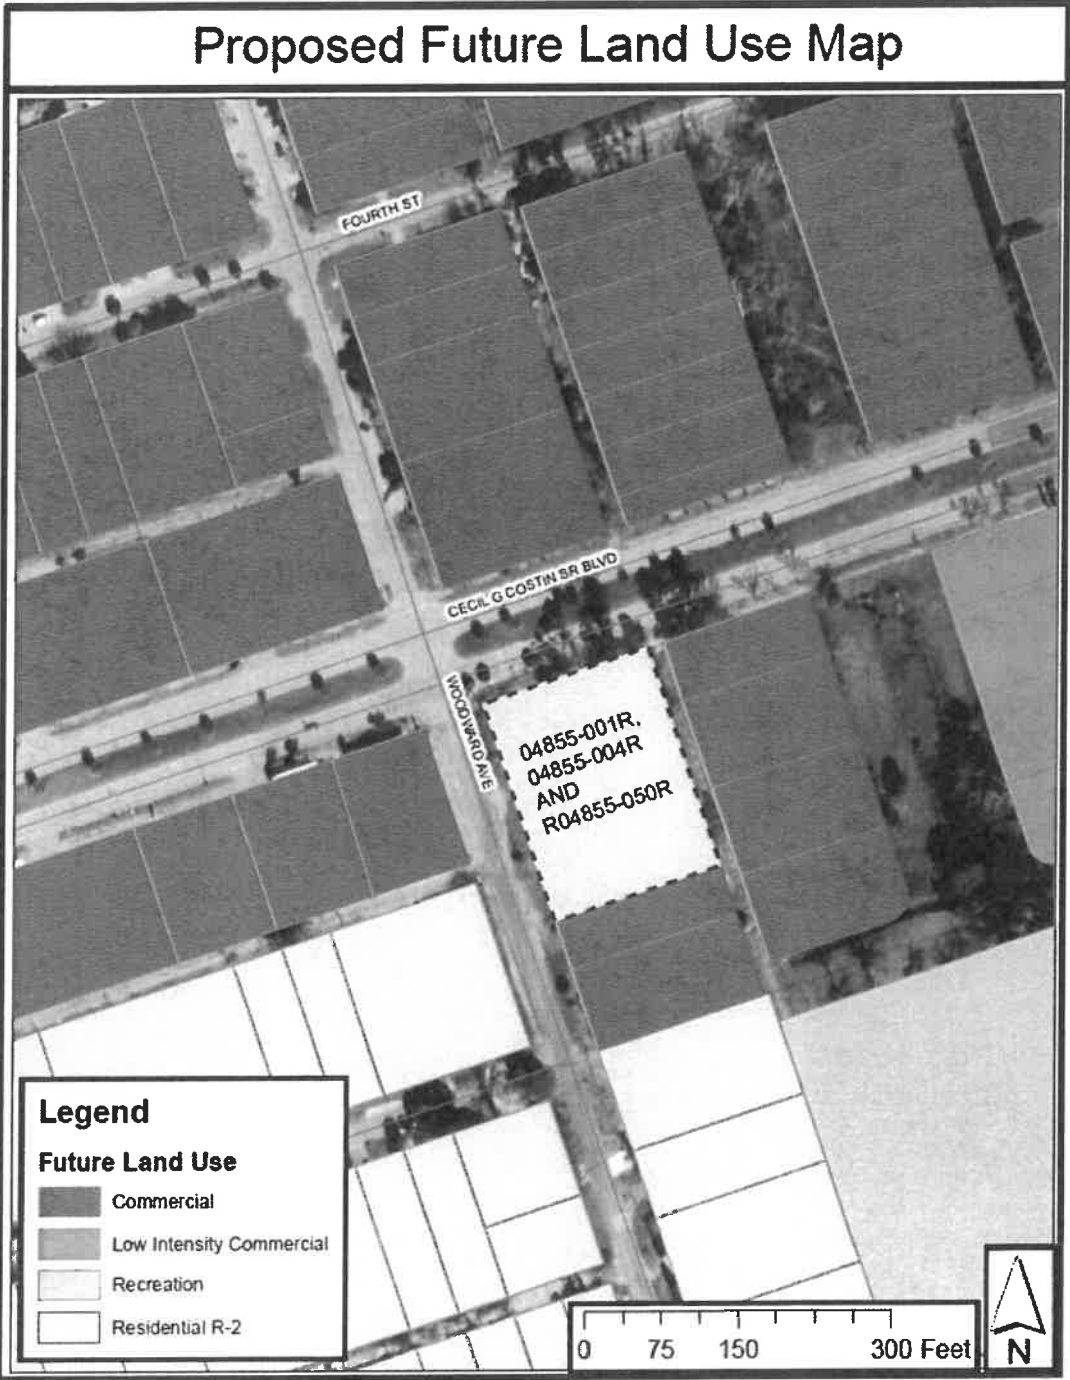 Proposed Future Land Use Map
FOURTH ST
CECIL G COSTIN SR BLVD
WOODWARD AVE
04855-001R,
04855-004R
AND
R04855-050R
Legend
Future Land Use
Commercial
Low Intensity Commercial
Recreation
Residential R-2
0 75 150 300 Feet
N